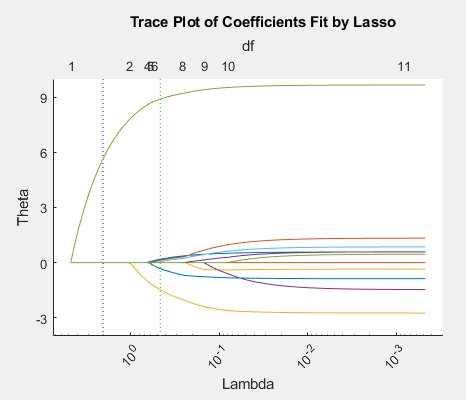 Trace Plot of Coefficients Fit by Lasso
df
1 2 4 6 8 9 10 11
9
6
3
0
-3
Theta
10^0 10^-1 10^-2 10^-3
Lambda